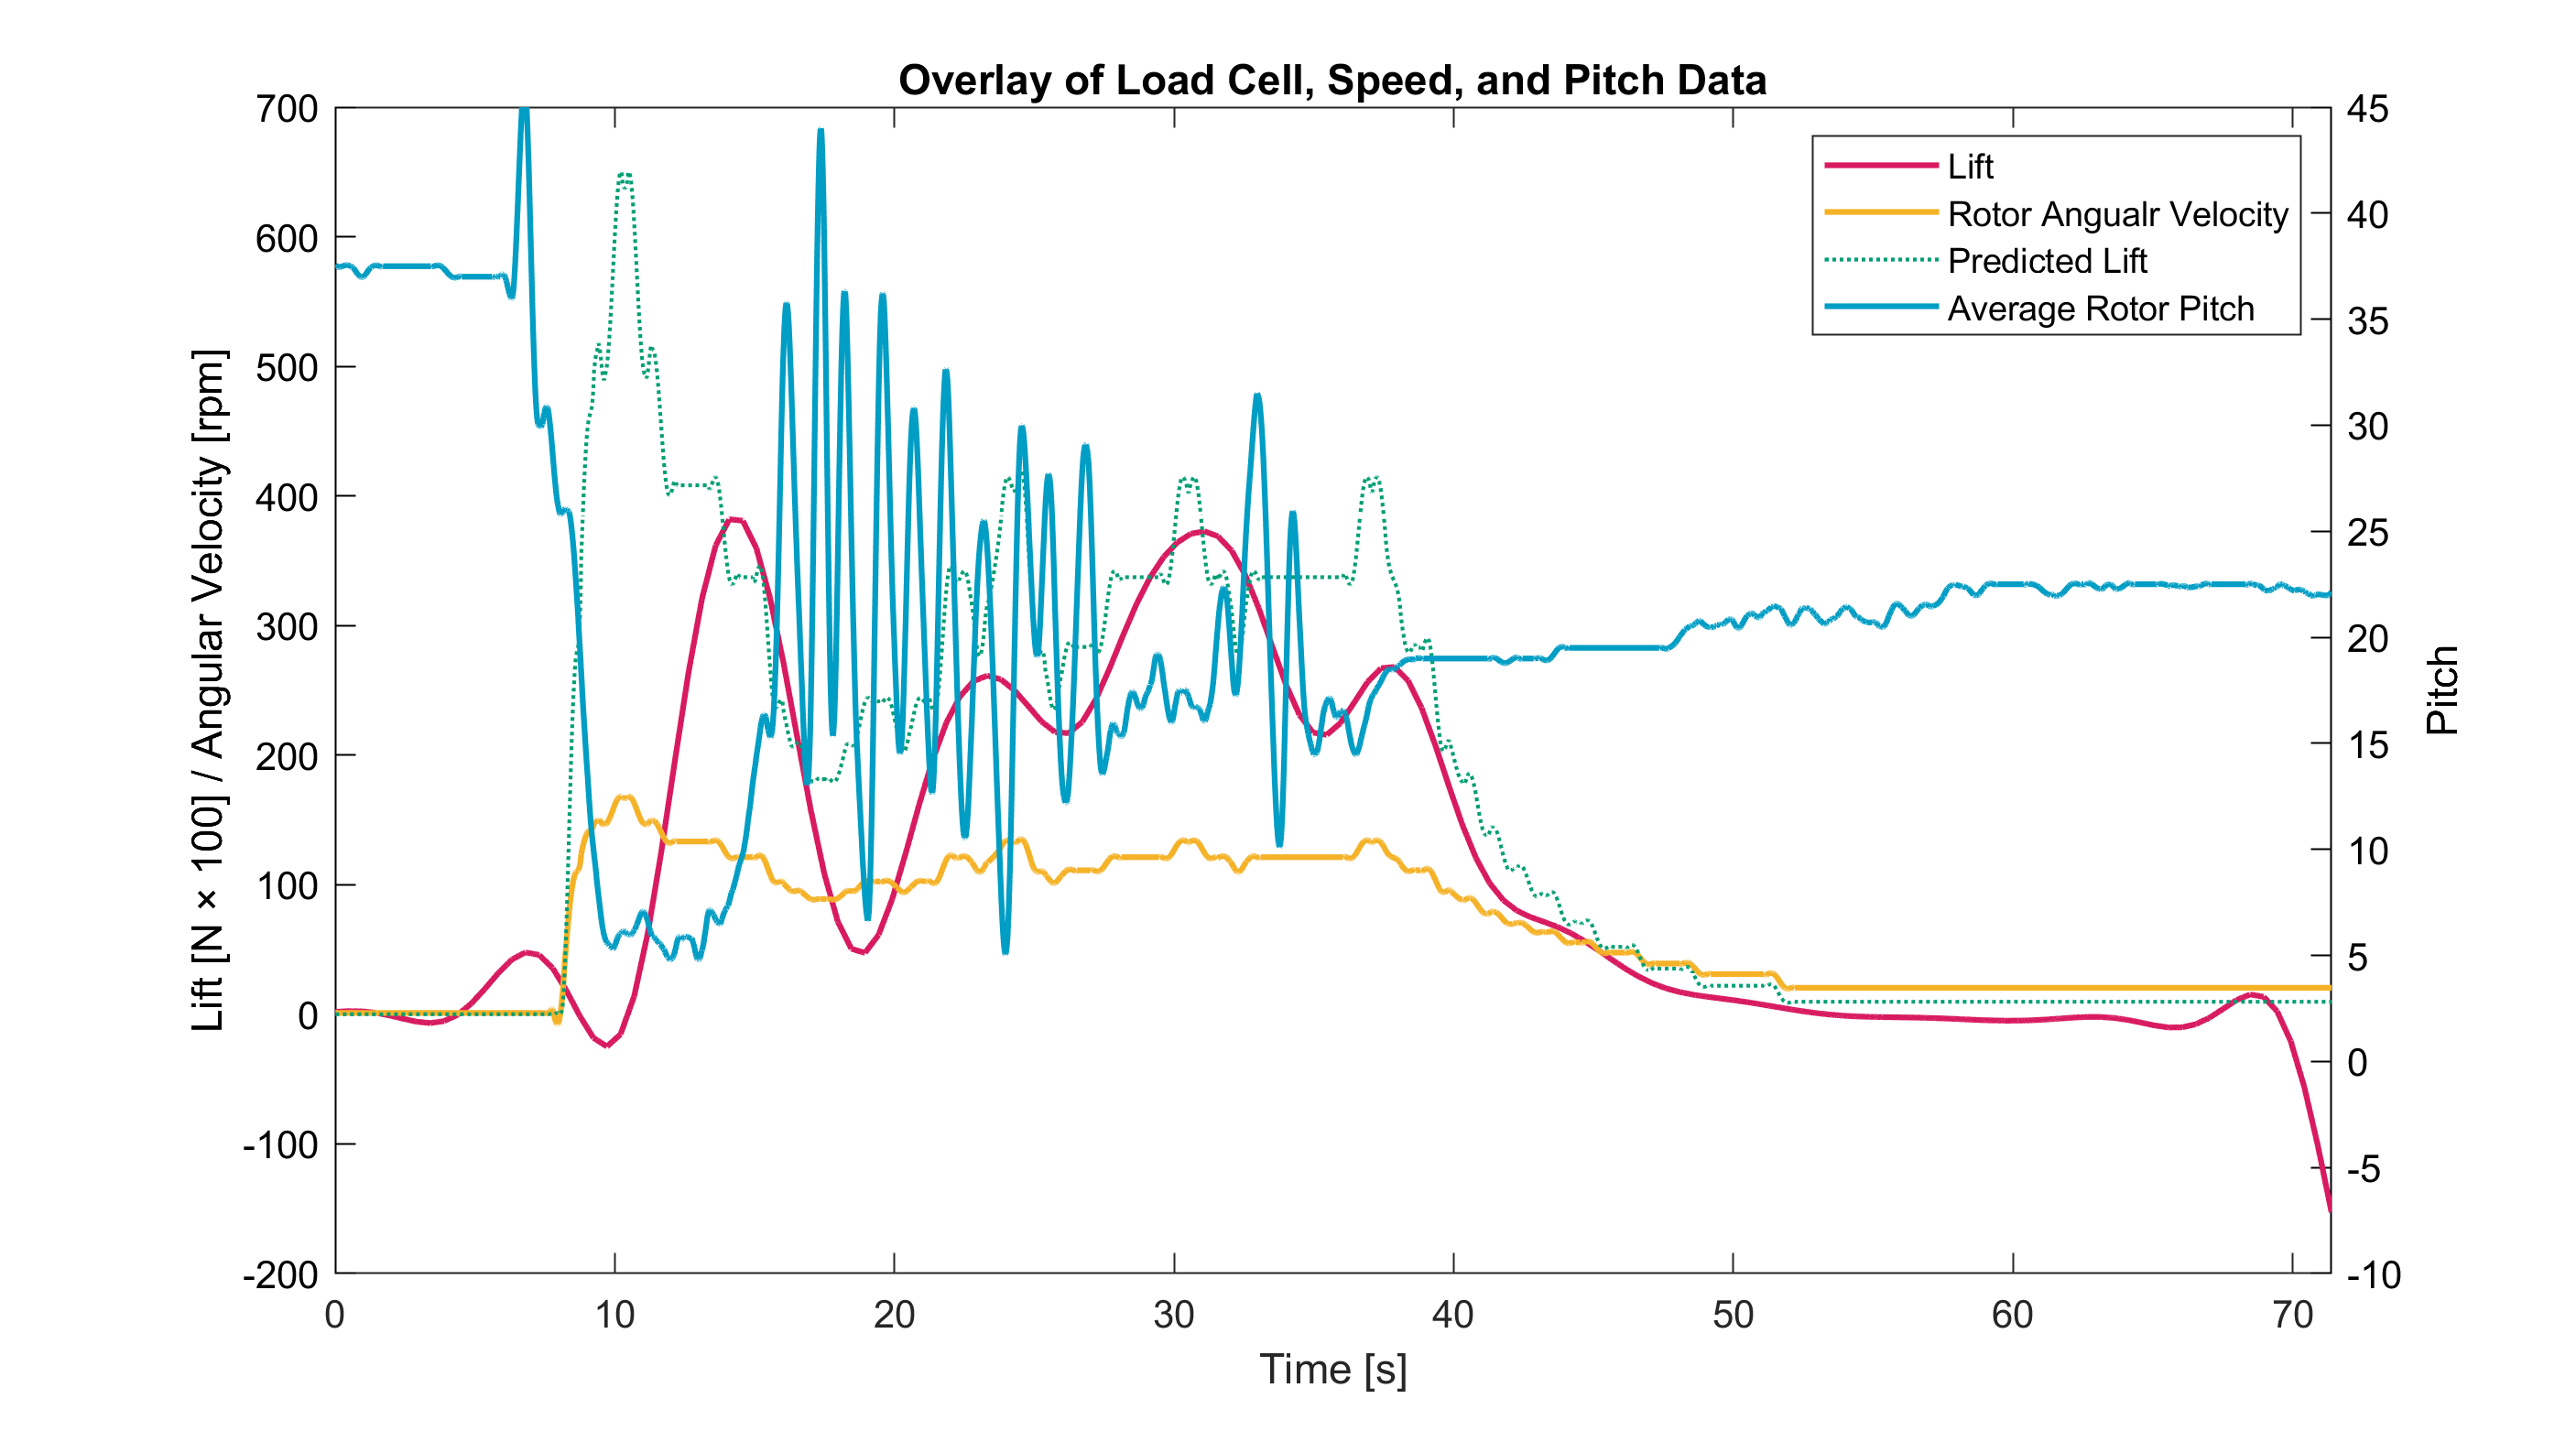 Overlay of Load Cell, Speed, and Pitch Data
Lift [N × 100] / Angular Velocity [rpm]
700
600
500
400
300
200
100
0
-100
-200
Lift
Rotor Angualr Velocity
Predicted Lift
Average Rotor Pitch
45
40
35
30
25
20
15
10
5
0
-5
-10
Pitch
0 10 20 30 40 50 60 70
Time [s]